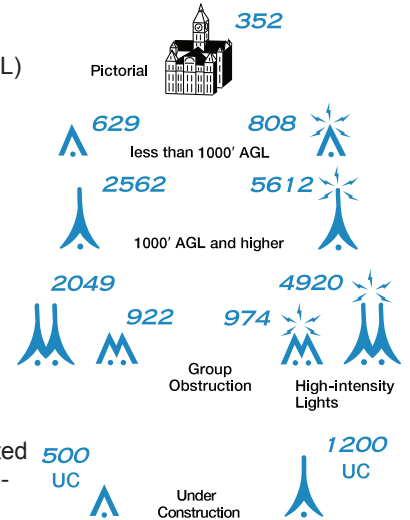 352
L)
Pictorial
629
808
less than 1000' AGL
2562
5612
1000' AGL and higher
2049
4920
922
974
Group
Obstruction
High-intensity
Lights
ted
-
500
UC
1200
UC
Under
Construction